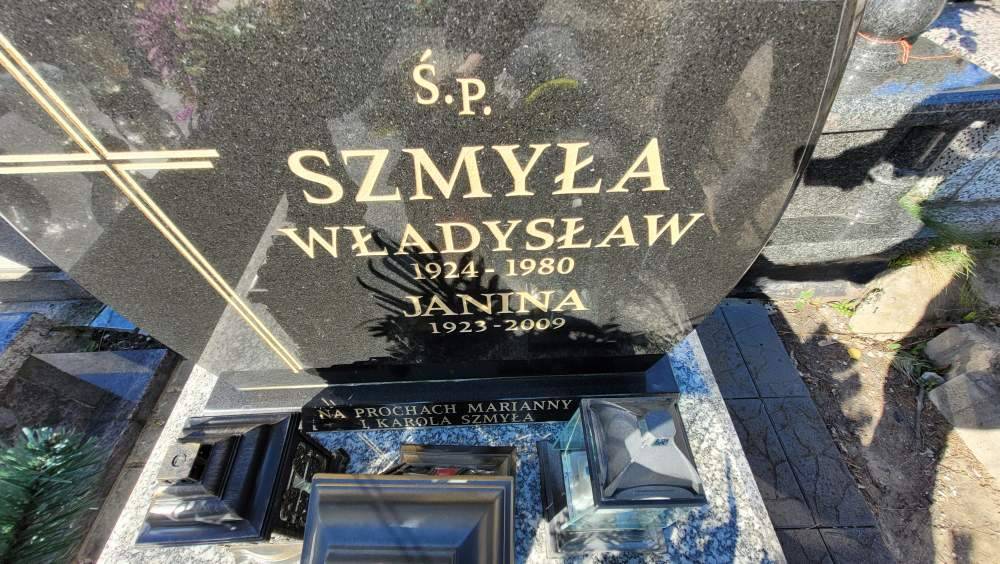 Ś.P.
SZMYŁA
WŁADYSŁAW
1924 - 1980
JANINA
1923 - 2009
NA PROCHACH MARIANNY
I KAROLA SZMYŁA